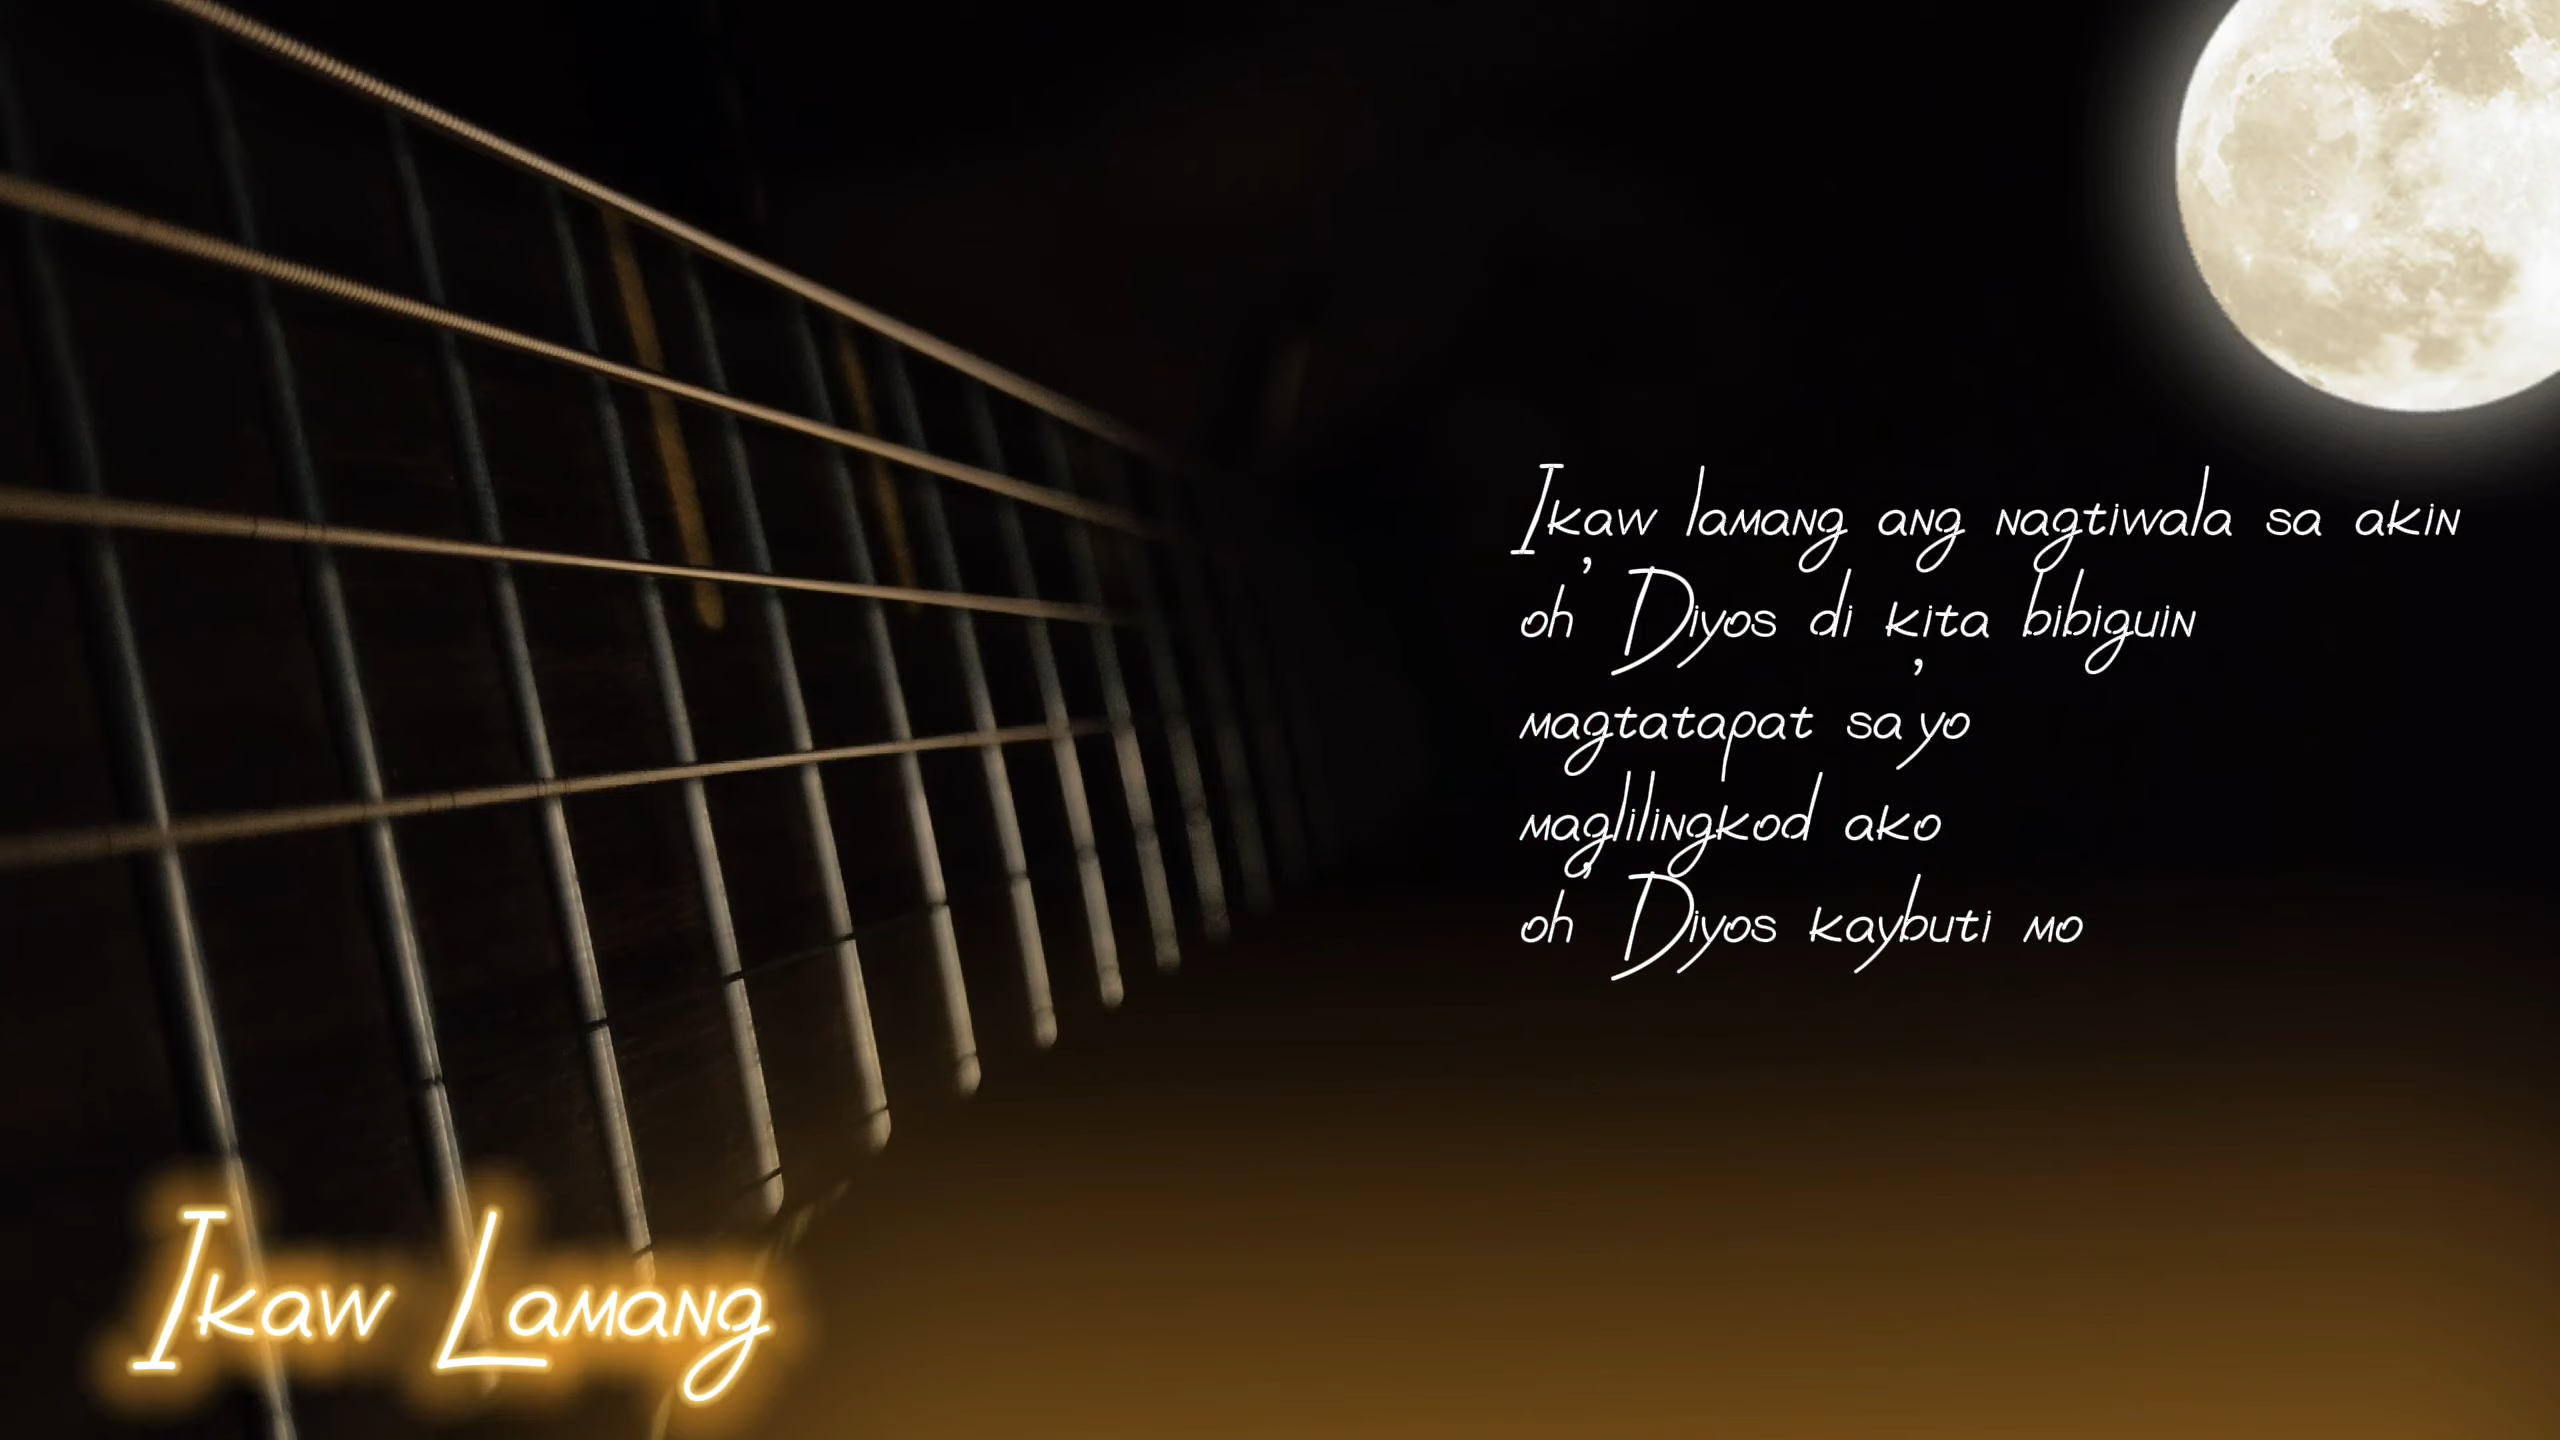 Ikaw lamang ang nagtiwala sa akin
oh' Diyos di kita bibiguin
magtatapat sa'yo
maglilingkod ako
oh' Diyos kaybuti mo
Ikaw Lamang